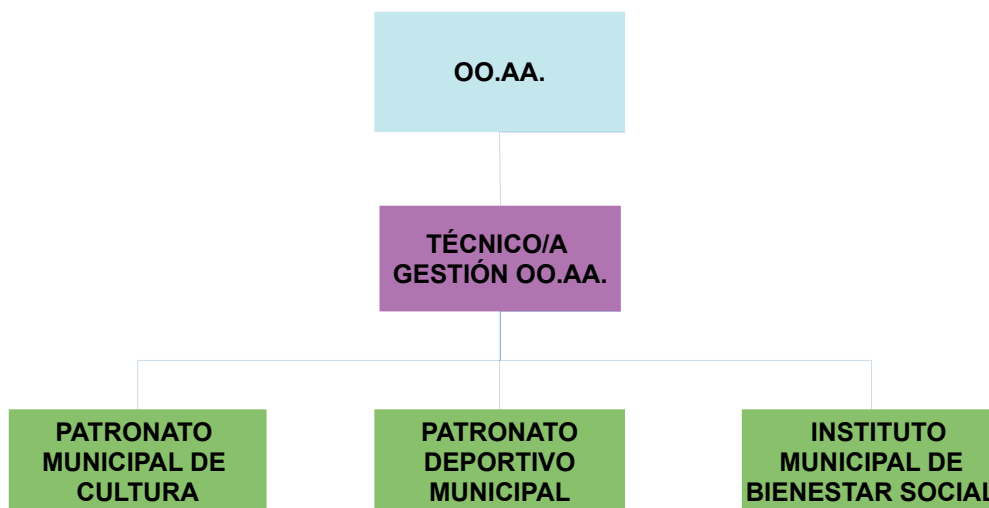 OO.AA.
TÉCNICO/A
GESTIÓN OO.AA.
PATRONATO
MUNICIPAL DE
CULTURA
PATRONATO
DEPORTIVO
MUNICIPAL
INSTITUTO
MUNICIPAL DE
BIENESTAR SOCIAL